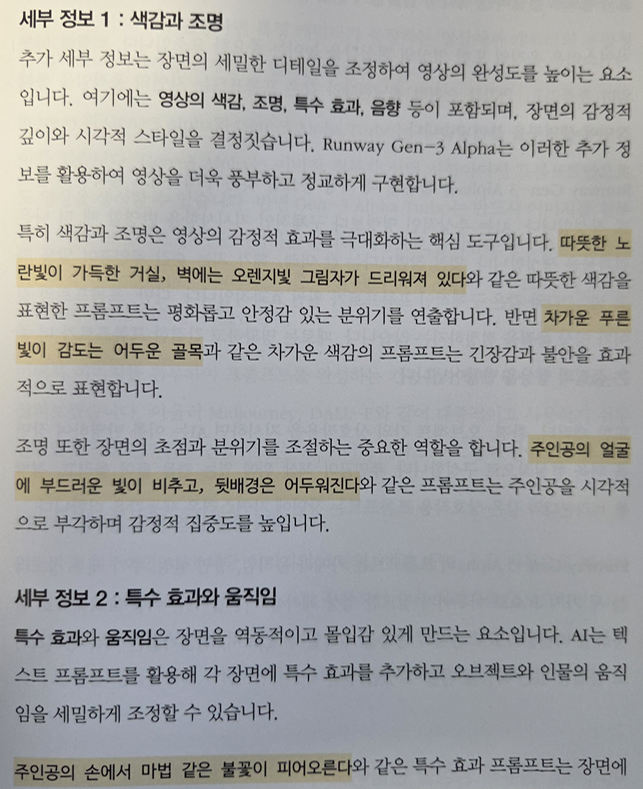 세부 정보 1 : 색감과 조명
추가 세부 정보는 장면의 세밀한 디테일을 조정하여 영상의 완성도를 높이는 요소
입니다. 여기에는 영상의 색감, 조명, 특수 효과, 음향 등이 포함되며, 장면의 감정적
깊이와 시각적 스타일을 결정짓습니다. Runway Gen-3 Alpha는 이러한 추가 정
보를 활용하여 영상을 더욱 풍부하고 정교하게 구현합니다.
특히 색감과 조명은 영상의 감정적 효과를 극대화하는 핵심 도구입니다. 따뜻한 노
란빛이 가득한 거실, 벽에는 오렌지빛 그림자가 드리워져 있다와 같은 따뜻한 색감을
표현한 프롬프트는 평화롭고 안정감 있는 분위기를 연출합니다. 반면 차가운 푸른
빛이 감도는 어두운 골목과 같은 차가운 색감의 프롬프트는 긴장감과 불안을 효과
적으로 표현합니다.
조명 또한 장면의 초점과 분위기를 조절하는 중요한 역할을 합니다. 주인공의 얼굴
에 부드러운 빛이 비추고, 뒷배경은 어두워진다와 같은 프롬프트는 주인공을 시각적
으로 부각하며 감정적 집중도를 높입니다.
세부 정보 2 : 특수 효과와 움직임
특수 효과와 움직임은 장면을 역동적이고 몰입감 있게 만드는 요소입니다. AI는 텍
스트 프롬프트를 활용해 각 장면에 특수 효과를 추가하고 오브젝트와 인물의 움직
임을 세밀하게 조정할 수 있습니다.
주인공의 손에서 마법 같은 불꽃이 피어오른다와 같은 특수 효과 프롬프트는 장면에